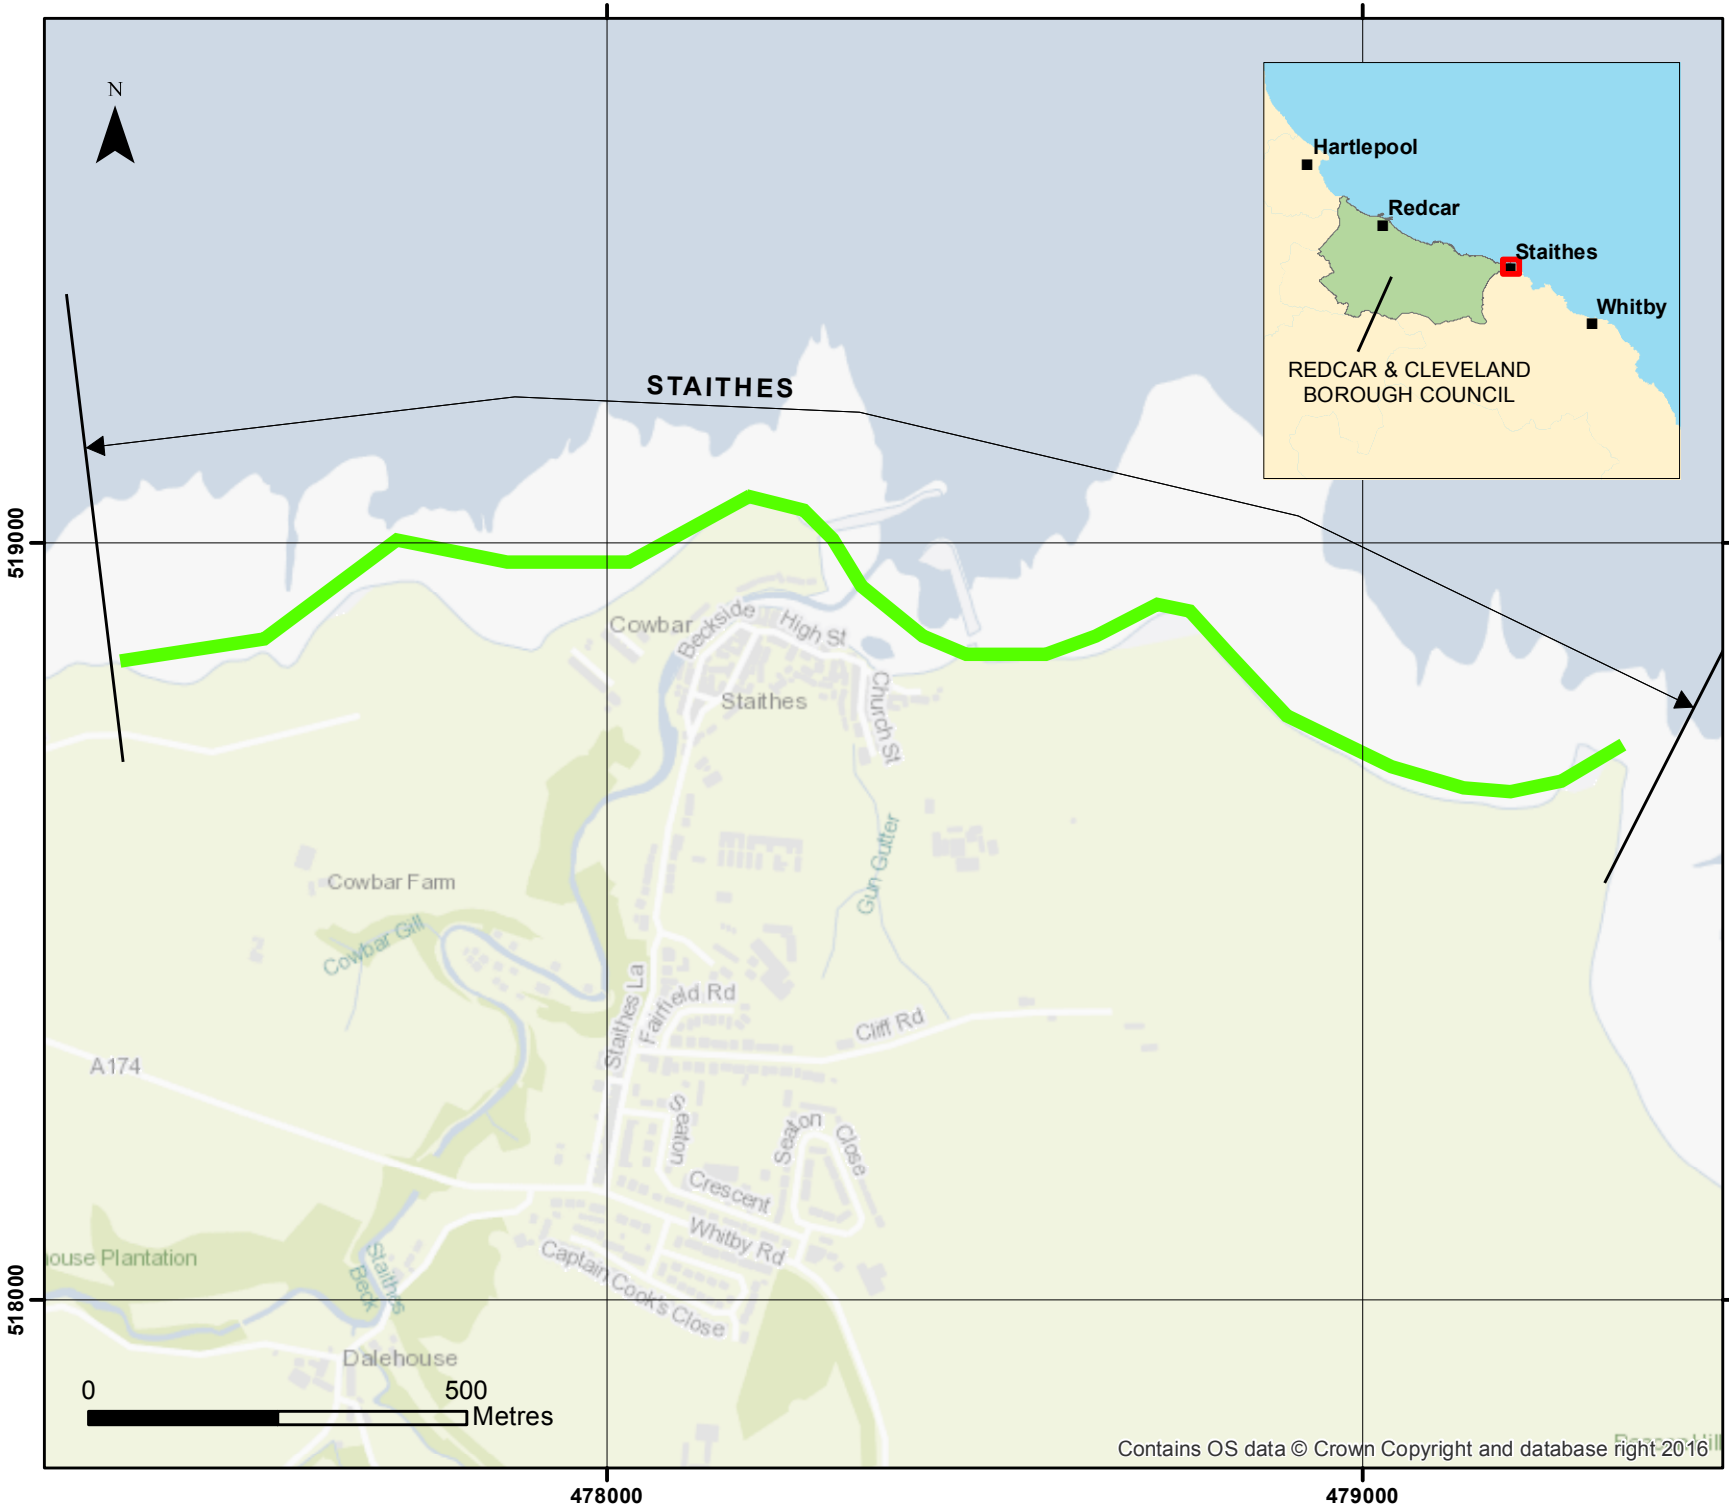 N
Hartlepool
Redcar
Staithes
Whitby
REDCAR & CLEVELAND
BOROUGH COUNCIL
STAITHES
519000
Cowbar
Beckside
High St
Staithes
Church St
Cowbar Farm
Gun Gutter
Cowbar Gill
Staithes La
Fairfield Rd
Cliff Rd
A174
Seaton
Crescent
Seaton Close
Whitby Rd
Captain Cook's Close
ouse Plantation
Staithes
Beck
518000
Dalehouse
0 500
Metres
Contains OS data © Crown Copyright and database right 2016
478000 479000